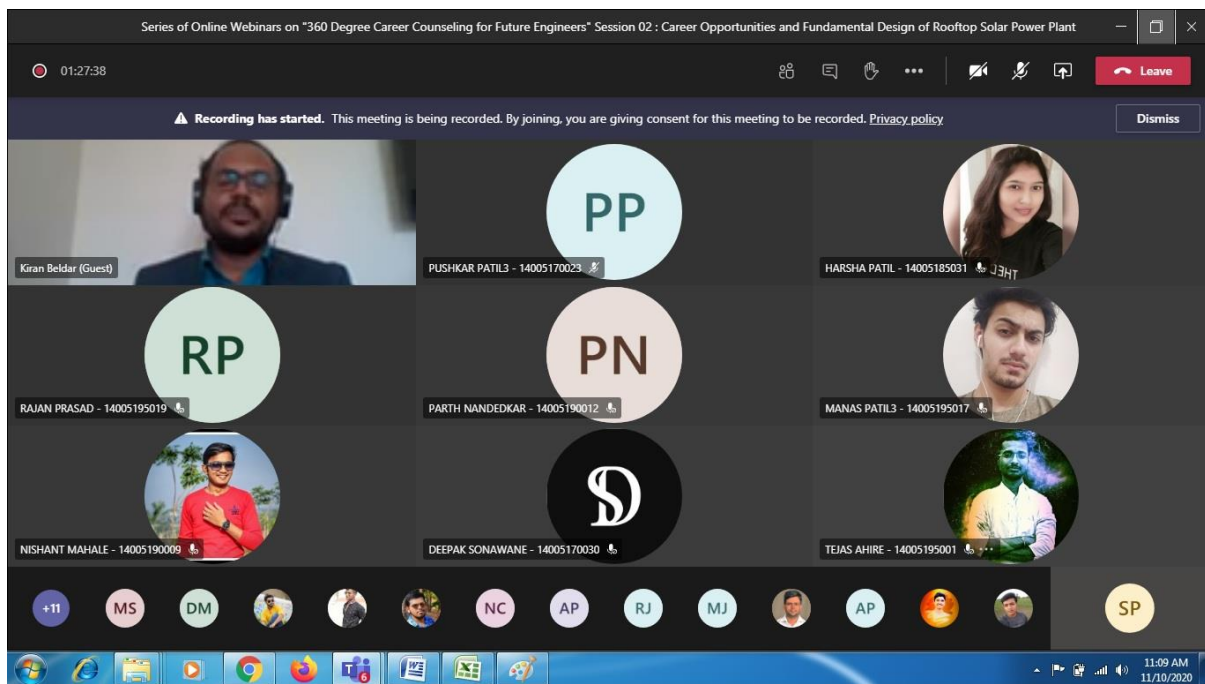 Series of Online Webinars on "360 Degree Career Counseling for Future Engineers" Session 02 : Career Opportunities and Fundamental Design of Rooftop Solar Power Plant
01:27:38
Leave
Recording has started. This meeting is being recorded. By joining, you are giving consent for this meeting to be recorded. Privacy policy
Dismiss
PP
Kiran Beldar (Guest)
PUSHKAR PATIL3 - 14005170023
HARSHA PATIL - 14005185031
RP
PN
RAJAN PRASAD - 14005195019
PARTH NANDEDKAR - 14005190012
MANAS PATIL3 - 14005195017
SD
NISHANT MAHALE - 14005190009
DEEPAK SONAWANE - 14005170030
TEJAS AHIRE - 14005195001
+11
MS
DM
NC
AP
RJ
MJ
AP
SP
11:09 AM
11/10/2020